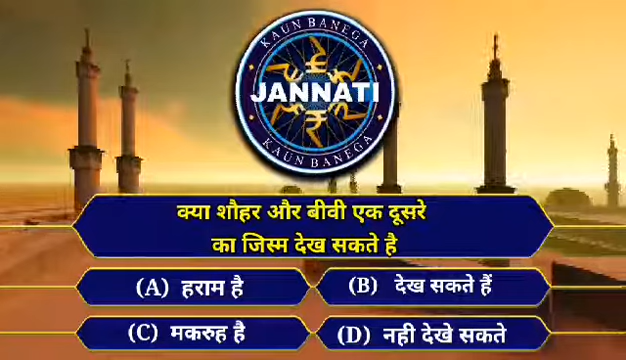 KAUN BANEGA
JANNATI
KAUN BANEGA
क्या शौहर और बीवी एक दूसरे
का जिस्म देख सकते है
(A) हराम है
(B) देख सकते हैं
(C) मकरुह है
(D) नही देखे सकते